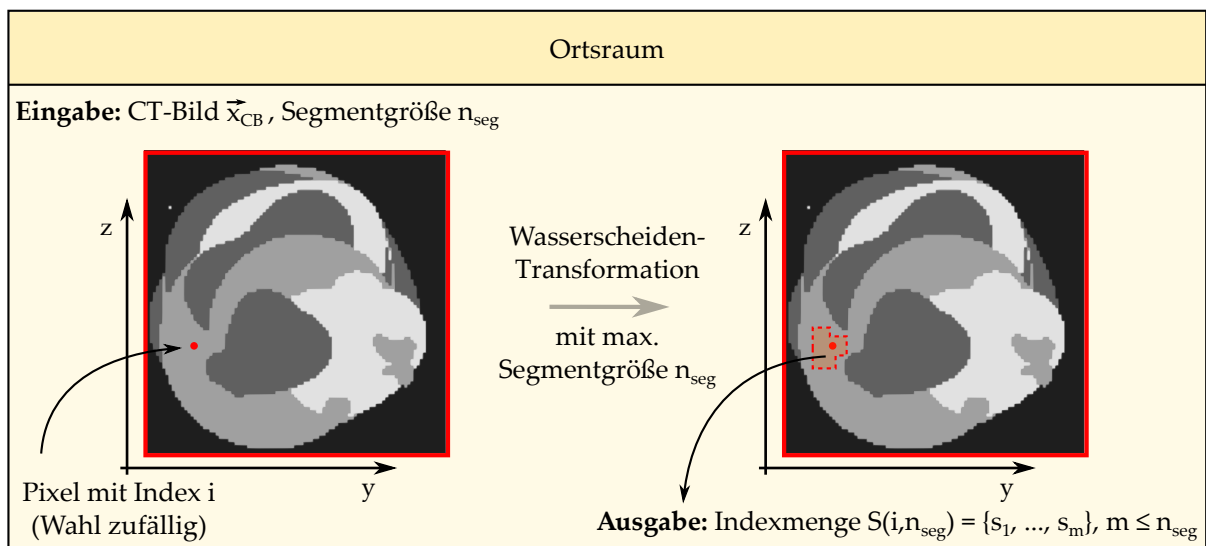 Ortsraum
Eingabe: CT-Bild x⃗_CB , Segmentgröße n_seg
z
y
Pixel mit Index i
(Wahl zufällig)
Wasserscheiden-
Transformation
mit max.
Segmentgröße n_seg
z
y
Ausgabe: Indexmenge S(i,n_seg) = {s_1, ..., s_m}, m ≤ n_seg